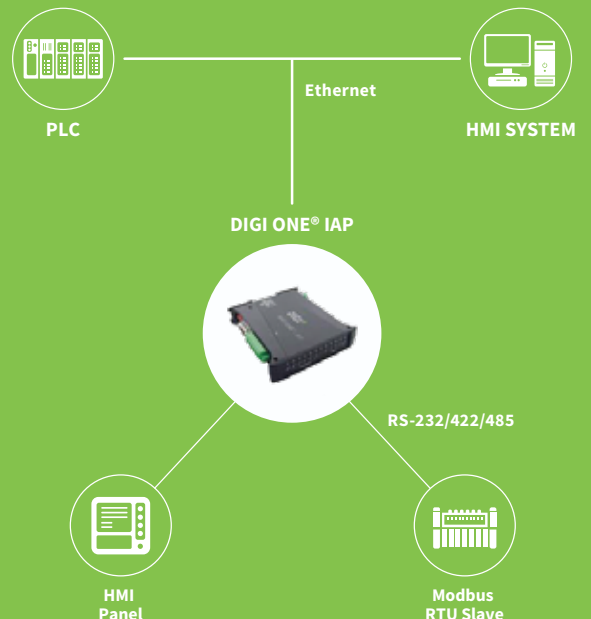 Ethernet
PLC
HMI SYSTEM
DIGI ONE® IAP
RS-232/422/485
HMI
Panel
Modbus
RTU Slave